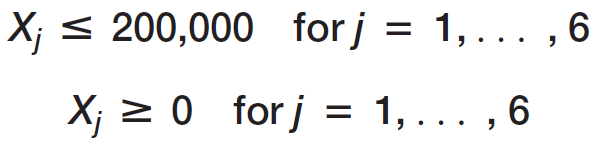 Xⱼ ≤ 200,000 for j = 1, . . . , 6
Xⱼ ≥ 0 for j = 1, . . . , 6